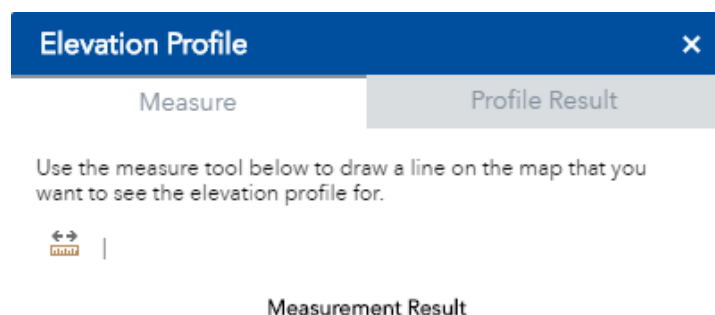 Elevation Profile
Measure
Profile Result
Use the measure tool below to draw a line on the map that you
want to see the elevation profile for.
Measurement Result